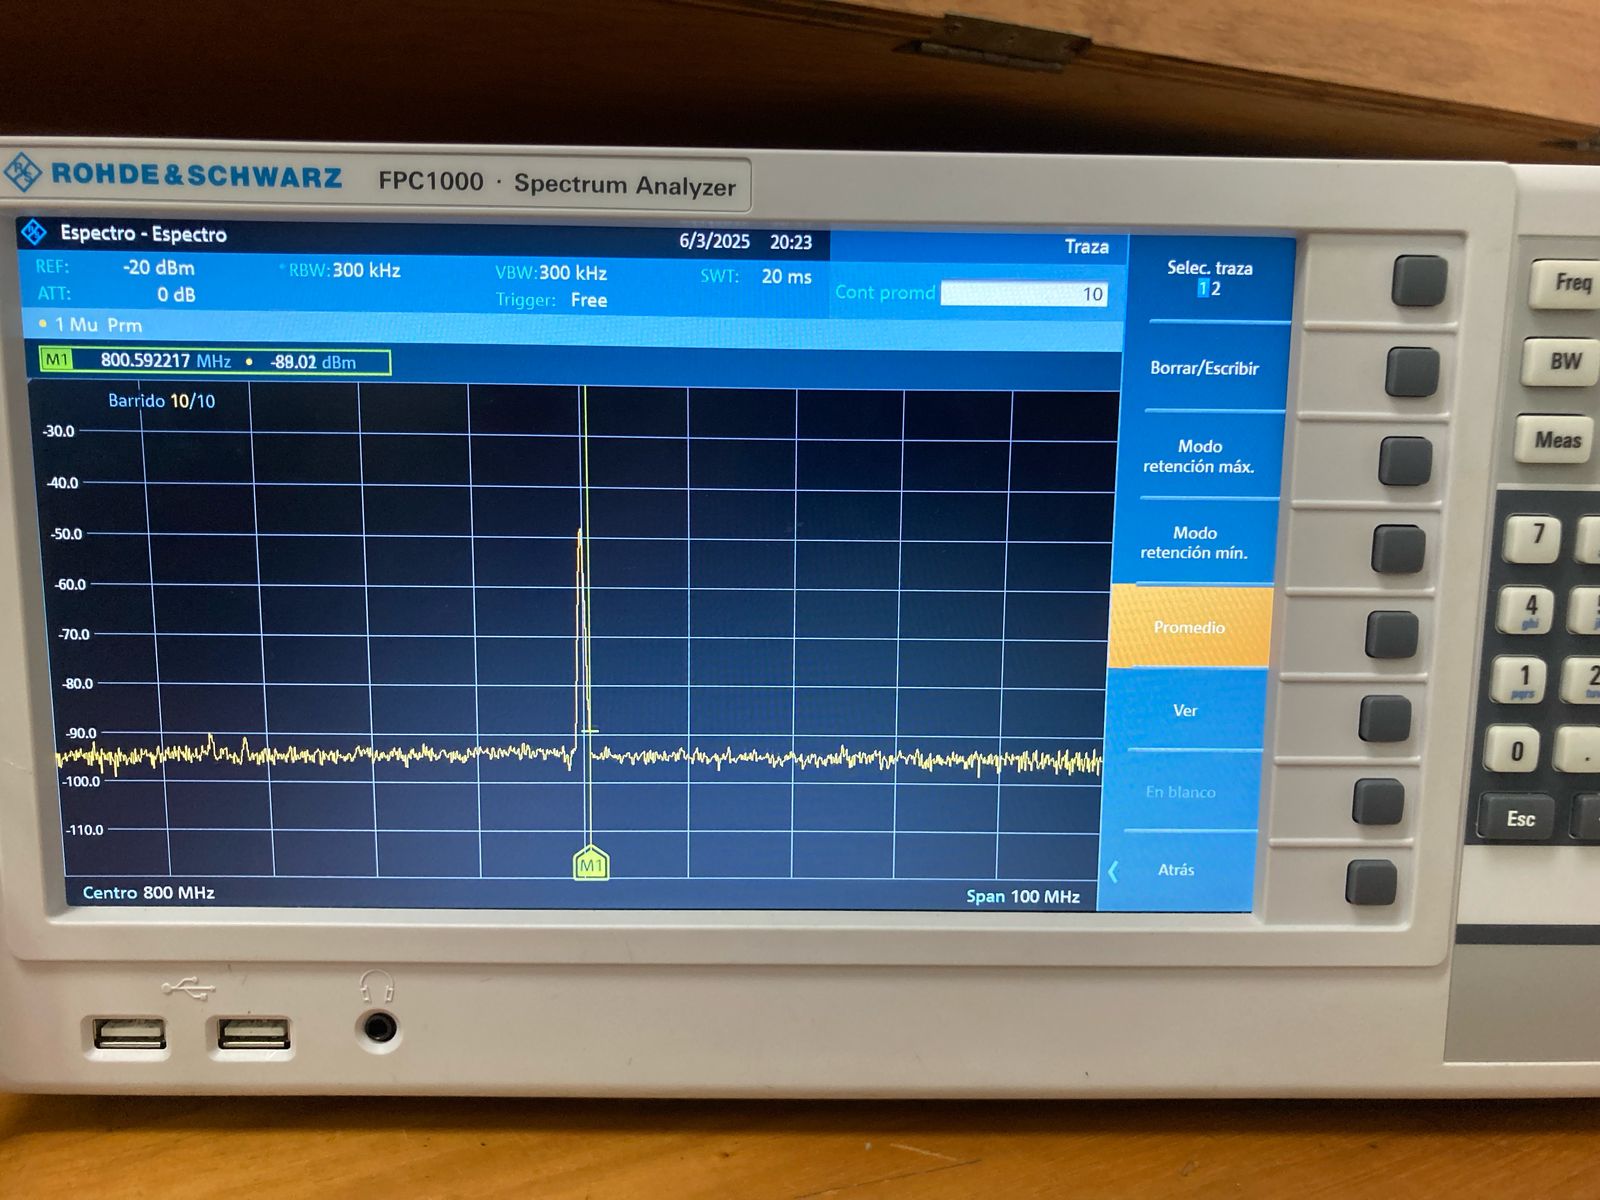 ROHDE&SCHWARZ FPC1000 · Spectrum Analyzer
Espectro - Espectro 6/3/2025 20:23 Traza
REF: -20 dBm RBW: 300 kHz VBW: 300 kHz SWT: 20 ms Cont promd 10
ATT: 0 dB Trigger: Free
1 Mu Prm
M1 800.592217 MHz • -89.02 dBm
Barrido 10/10
-30.0
-40.0
-50.0
-60.0
-70.0
-80.0
-90.0
-100.0
-110.0
M1
Centro 800 MHz Span 100 MHz
Selec. traza
1 2
Borrar/Escribir
Modo
retención máx.
Modo
retención mín.
Promedio
Ver
En blanco
Atrás
Freq
BW
Meas
7
4
ghi
1
pqrs
2
0
.
Esc